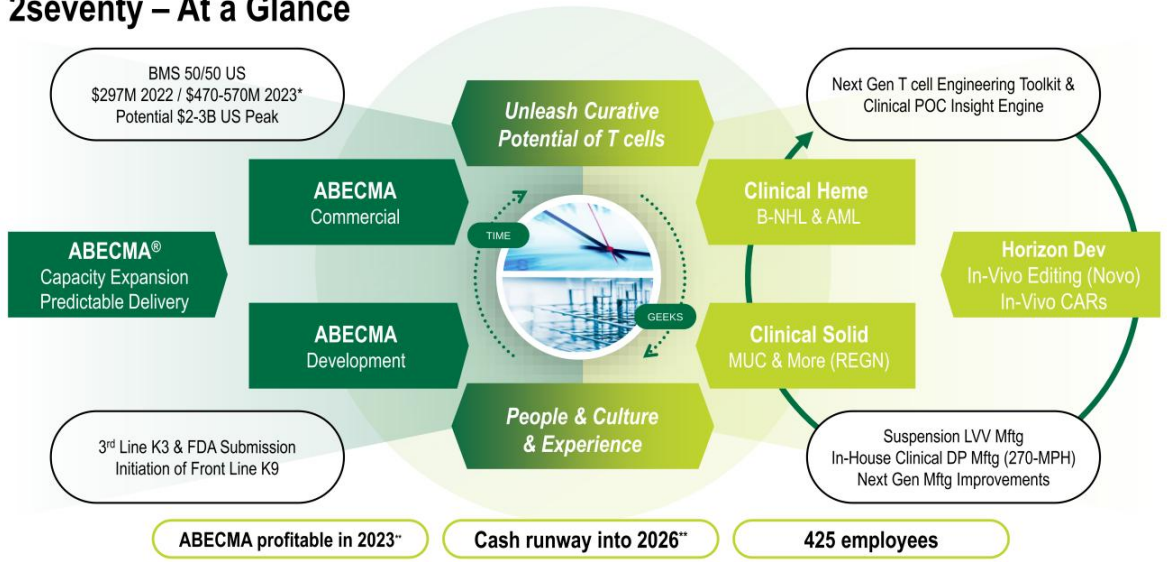 2seventy – At a Glance
BMS 50/50 US
$297M 2022 / $470-570M 2023*
Potential $2-3B US Peak
Unleash Curative
Potential of T cells
Next Gen T cell Engineering Toolkit &
Clinical POC Insight Engine
ABECMA
Commercial
Clinical Heme
B-NHL & AML
TIME
ABECMA®
Capacity Expansion
Predictable Delivery
Horizon Dev
In-Vivo Editing (Novo)
In-Vivo CARs
GEEKS
ABECMA
Development
Clinical Solid
MUC & More (REGN)
People & Culture
& Experience
3rd Line K3 & FDA Submission
Initiation of Front Line K9
Suspension LVV Mftg
In-House Clinical DP Mftg (270-MPH)
Next Gen Mftg Improvements
ABECMA profitable in 2023**
Cash runway into 2026**
425 employees